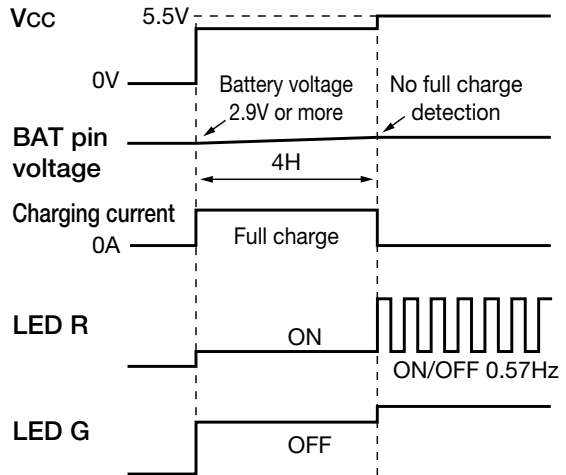 Vcc 5.5V
0V
Battery voltage
2.9V or more
No full charge
detection
BAT pin
voltage
4H
Charging current
0A
Full charge
LED R
ON
ON/OFF 0.57Hz
LED G
OFF